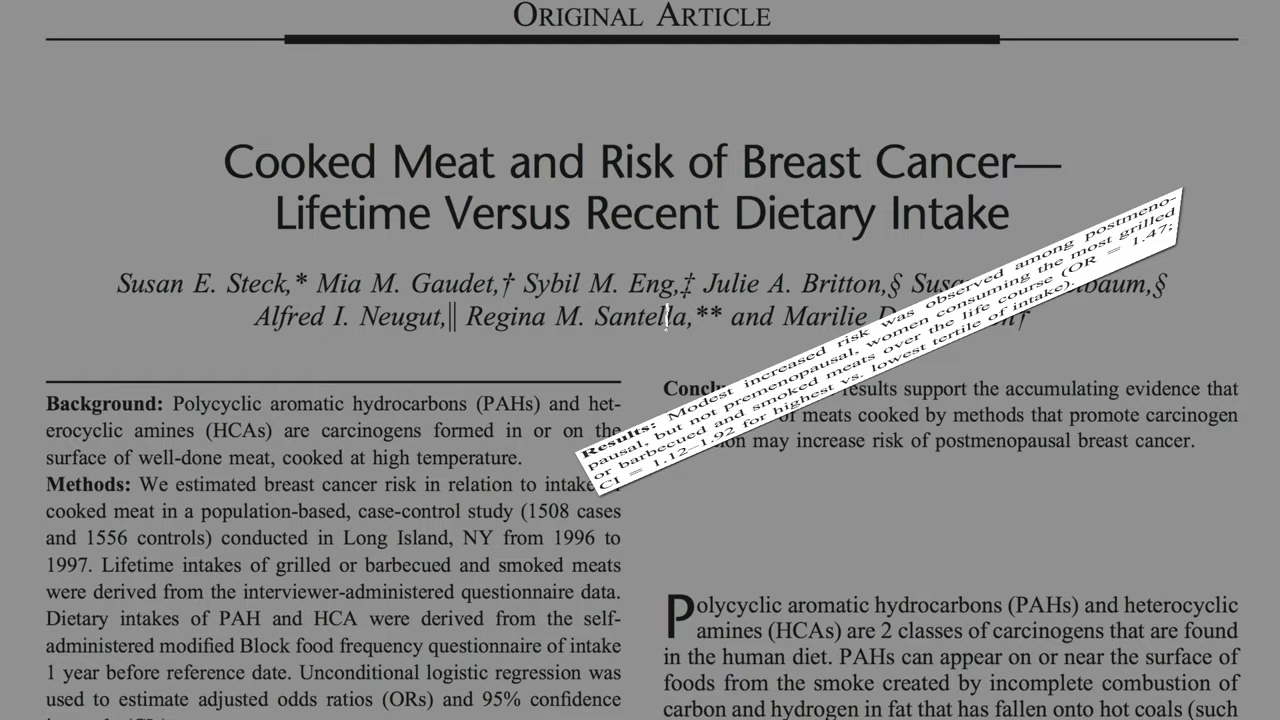 ORIGINAL ARTICLE
Cooked Meat and Risk of Breast Cancer—
Lifetime Versus Recent Dietary Intake
Susan E. Steck,* Mia M. Gaudet,† Sybil M. Eng,‡ Julie A. Britton,§
Alfred I. Neugut,|| Regina M. Santella,** and Marilie
Background: Polycyclic aromatic hydrocarbons (PAHs) and het-
erocyclic amines (HCAs) are carcinogens formed in or on the
surface of well-done meat, cooked at high temperature.
Methods: We estimated breast cancer risk in relation to intake
cooked meat in a population-based, case-control study (1508 cases
and 1556 controls) conducted in Long Island, NY from 1996 to
1997. Lifetime intakes of grilled or barbecued and smoked meats
were derived from the interviewer-administered questionnaire data.
Dietary intakes of PAH and HCA were derived from the self-
administered modified Block food frequency questionnaire of intake
1 year before reference date. Unconditional logistic regression was
used to estimate adjusted odds ratios (ORs) and 95% confidence
Results: Modest increased risk was observed among postmeno-
pausal, but not premenopausal, women consuming the most grilled
or barbecued and smoked meats over the life course (OR = 1.47;
CI = 1.12–1.92 for highest vs. lowest tertile of intake).
results support the accumulating evidence that
meats cooked by methods that promote carcinogen
may increase risk of postmenopausal breast cancer.
Polycyclic aromatic hydrocarbons (PAHs) and heterocyclic
amines (HCAs) are 2 classes of carcinogens that are found
in the human diet. PAHs can appear on or near the surface of
foods from the smoke created by incomplete combustion of
carbon and hydrogen in fat that has fallen onto hot coals (such